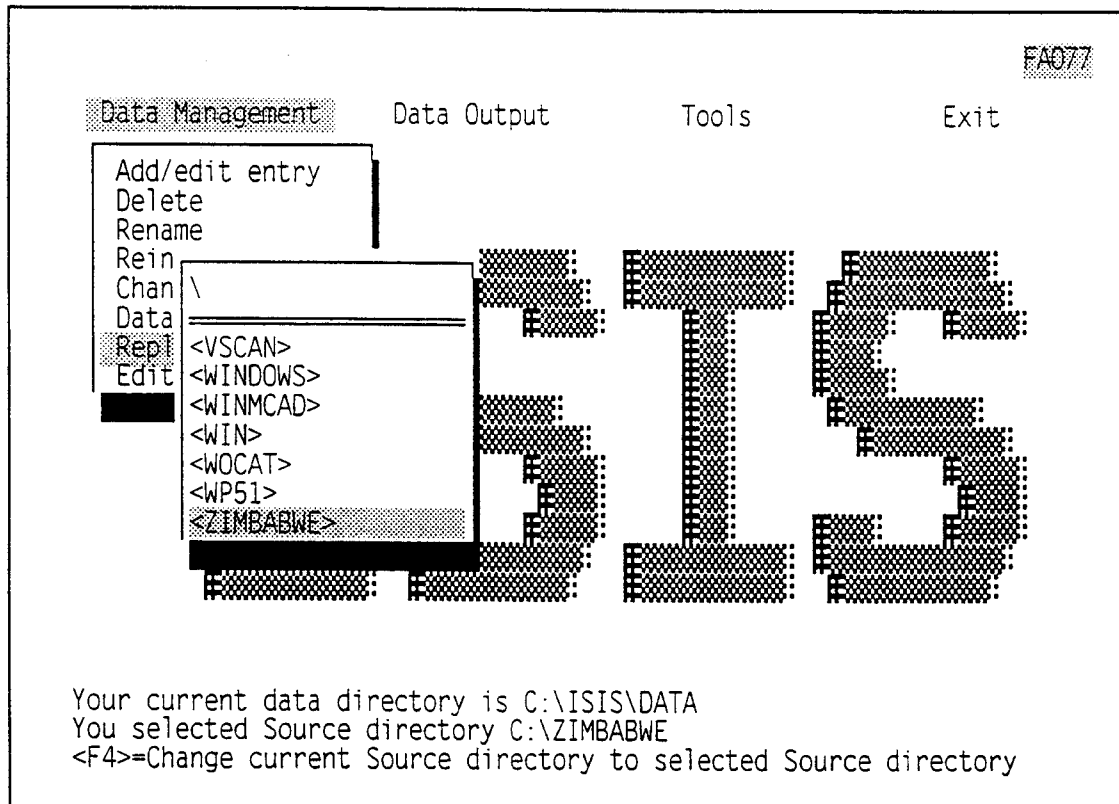 FAO77
Data Management Data Output Tools Exit
Add/edit entry
Delete
Rename
Rein
Chan
Data
Repl
Edit
\
<VSCAN>
<WINDOWS>
<WINMCAD>
<WIN>
<WOCAT>
<WP51>
<ZIMBABWE>
ISIS
Your current data directory is C:\ISIS\DATA
You selected Source directory C:\ZIMBABWE
<F4>=Change current Source directory to selected Source directory